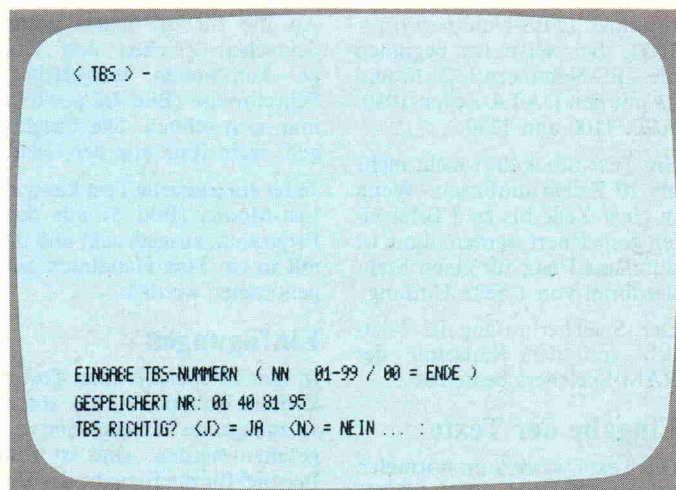 < TBS > -
EINGABE TBS-NUMMERN ( NN 01-99 / 00 = ENDE )
GESPEICHERT NR: 01 40 81 95
TBS RICHTIG? <J> = JA <N> = NEIN ... :